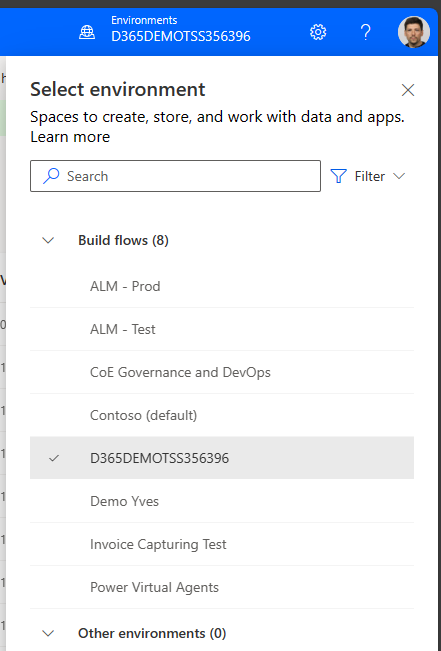 Environments
D365DEMOTSS356396
Select environment
Spaces to create, store, and work with data and apps.
Learn more
Search
Filter
Build flows (8)
ALM - Prod
ALM - Test
CoE Governance and DevOps
Contoso (default)
D365DEMOTSS356396
Demo Yves
Invoice Capturing Test
Power Virtual Agents
Other environments (0)